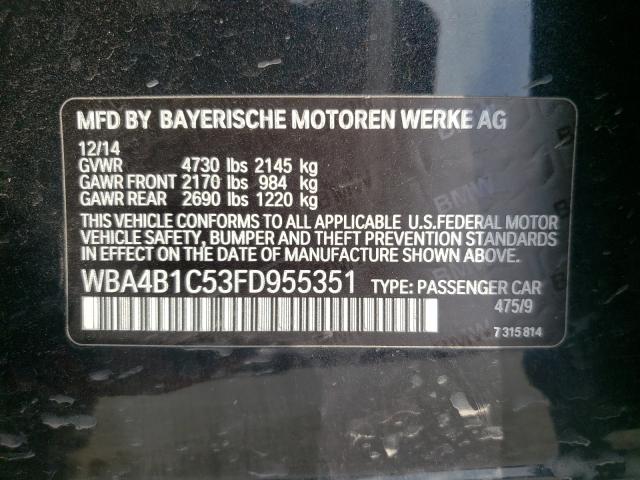 MFD BY BAYERISCHE MOTOREN WERKE AG
12/14
GVWR 4730 lbs 2145 kg
GAWR FRONT 2170 lbs 984 kg
GAWR REAR 2690 lbs 1220 kg
THIS VEHICLE CONFORMS TO ALL APPLICABLE U.S.FEDERAL MOTOR
VEHICLE SAFETY, BUMPER AND THEFT PREVENTION STANDARDS
IN EFFECT ON THE DATE OF MANUFACTURE SHOWN ABOVE.
WBA4B1C53FD955351 TYPE: PASSENGER CAR
475/9
7 315 814